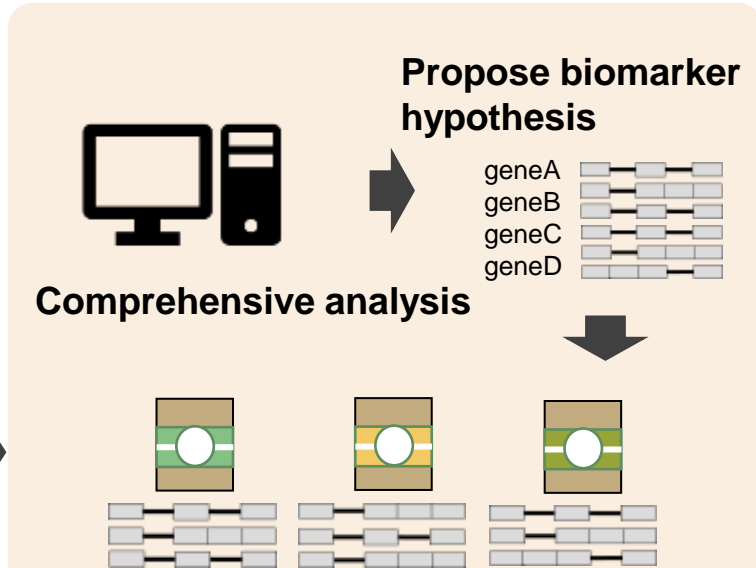 Propose biomarker
hypothesis
geneA
geneB
geneC
geneD
Comprehensive analysis